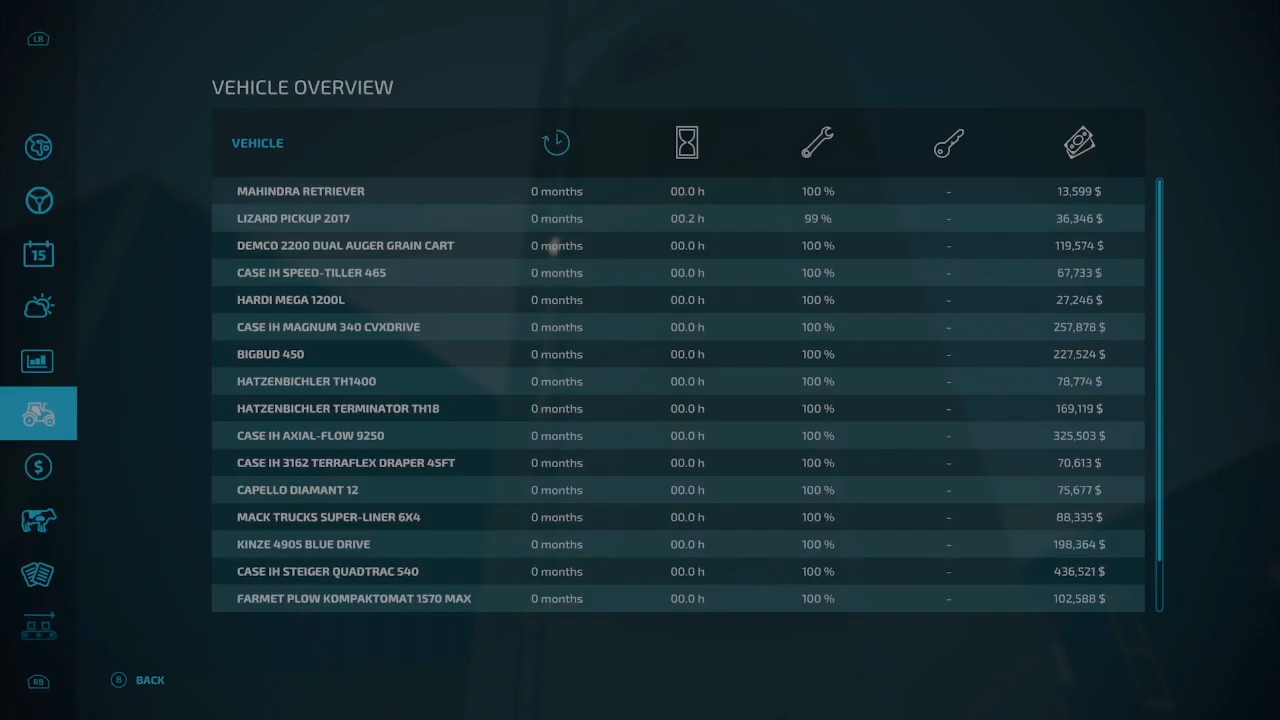 LB
VEHICLE OVERVIEW
VEHICLE
MAHINDRA RETRIEVER 0 months 00.0 h 100 % - 13,599 $
LIZARD PICKUP 2017 0 months 00.2 h 99 % - 36,346 $
DEMCO 2200 DUAL AUGER GRAIN CART 0 months 00.0 h 100 % - 119,574 $
CASE IH SPEED-TILLER 465 0 months 00.0 h 100 % - 67,733 $
HARDI MEGA 1200L 0 months 00.0 h 100 % - 27,246 $
CASE IH MAGNUM 340 CVXDRIVE 0 months 00.0 h 100 % - 257,878 $
BIGBUD 450 0 months 00.0 h 100 % - 227,524 $
HATZENBICHLER TH1400 0 months 00.0 h 100 % - 78,774 $
HATZENBICHLER TERMINATOR TH18 0 months 00.0 h 100 % - 169,119 $
CASE IH AXIAL-FLOW 9250 0 months 00.0 h 100 % - 325,503 $
CASE IH 3162 TERRAFLEX DRAPER 45FT 0 months 00.0 h 100 % - 70,613 $
CAPELLO DIAMANT 12 0 months 00.0 h 100 % - 75,677 $
MACK TRUCKS SUPER-LINER 6X4 0 months 00.0 h 100 % - 88,335 $
KINZE 4905 BLUE DRIVE 0 months 00.0 h 100 % - 198,364 $
CASE IH STEIGER QUADTRAC 540 0 months 00.0 h 100 % - 436,521 $
FARMET PLOW KOMPAKTOMAT 1570 MAX 0 months 00.0 h 100 % - 102,588 $
15
$
RB
B BACK